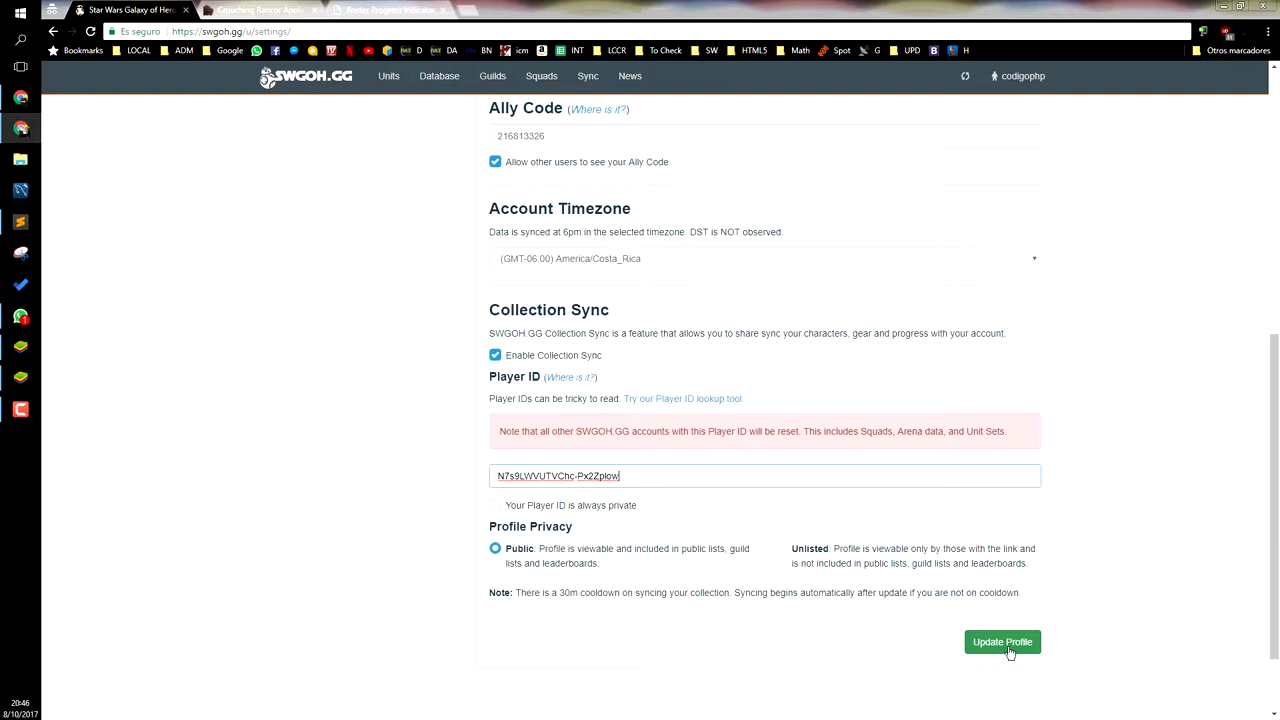 Star Wars Galaxy of Hero
Crouching Rancor Apply
Roster Progress Indicator
Es seguro
https://swgoh.gg/u/settings/
Bookmarks LOCAL ADM Google D DA BN icm INT LCCR To Check SW HTML5 Math Spot G UPD H Otros marcadores
SWGOH.GG Units Database Guilds Squads Sync News codigophp
Ally Code (Where is it?)
216813326
Allow other users to see your Ally Code
Account Timezone
Data is synced at 6pm in the selected timezone. DST is NOT observed.
(GMT-06:00) America/Costa_Rica
Collection Sync
SWGOH.GG Collection Sync is a feature that allows you to share sync your characters, gear and progress with your account.
Enable Collection Sync
Player ID (Where is it?)
Player IDs can be tricky to read. Try our Player ID lookup tool.
Note that all other SWGOH.GG accounts with this Player ID will be reset. This includes Squads, Arena data, and Unit Sets.
N7s9LWVUTVChc-Px2Zplow
Your Player ID is always private
Profile Privacy
Public: Profile is viewable and included in public lists, guild
lists and leaderboards.
Unlisted: Profile is viewable only by those with the link and
is not included in public lists, guild lists and leaderboards.
Note: There is a 30m cooldown on syncing your collection. Syncing begins automatically after update if you are not on cooldown.
Update Profile
20:46
8/10/2017